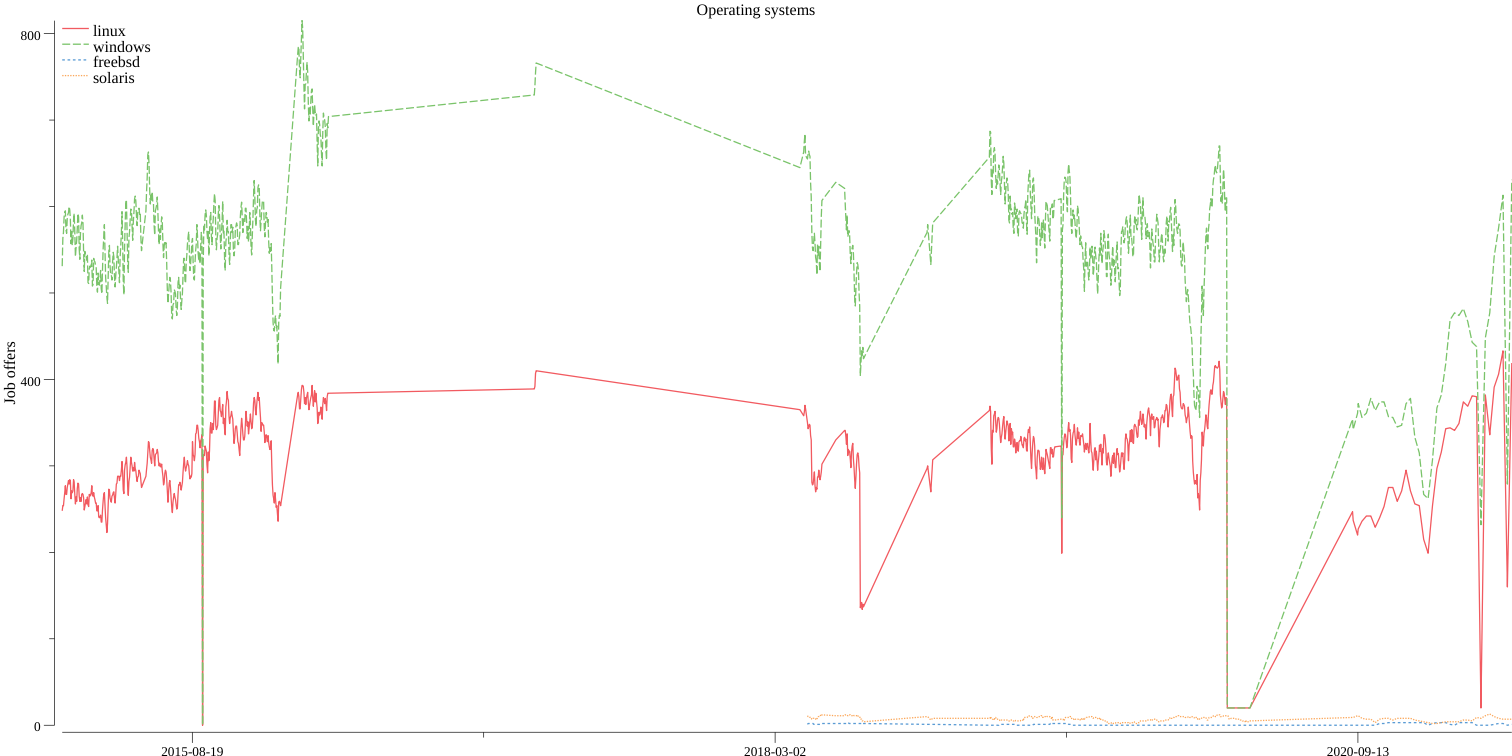 Operating systems
800
linux
windows
freebsd
solaris
Job offers
400
0
2015-08-19
2018-03-02
2020-09-13